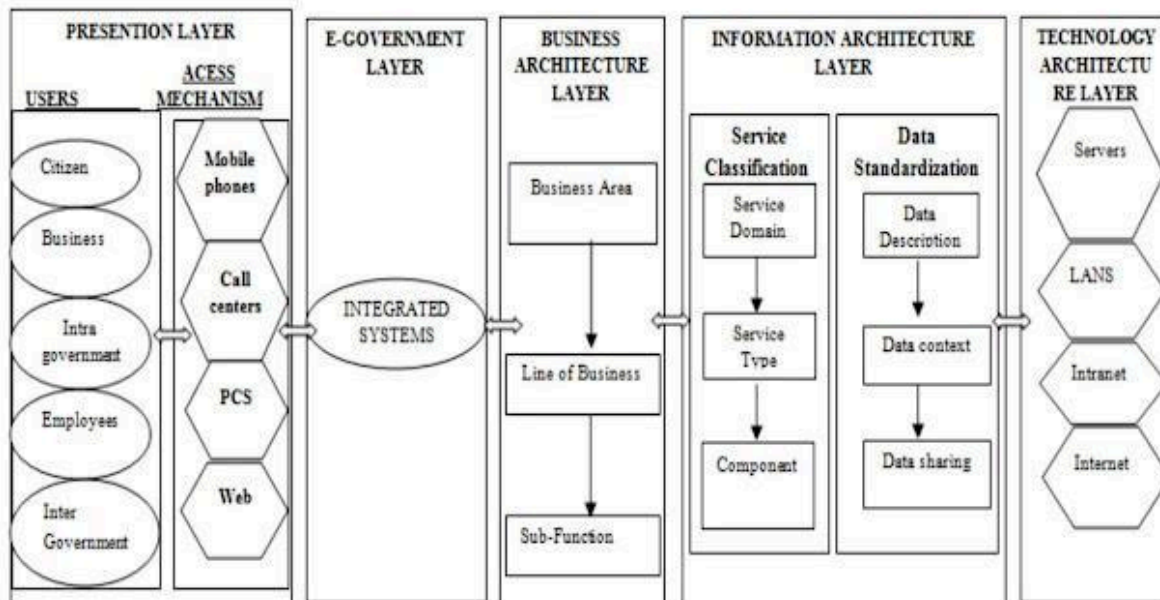 PRESENTION LAYER
USERS
ACESS
MECHANISM
Citizen
Business
Intra
government
Employees
Inter
Government
Mobile
phones
Call
centers
PCS
Web
E-GOVERNMENT
LAYER
INTEGRATED
SYSTEMS
BUSINESS
ARCHITECTURE
LAYER
Business Area
Line of Business
Sub-Function
INFORMATION ARCHITECTURE
LAYER
Service
Classification
Service
Domain
Service
Type
Component
Data
Standardization
Data
Description
Data context
Data sharing
TECHNOLOGY
ARCHITECTU
RE LAYER
Servers
LANS
Intranet
Internet